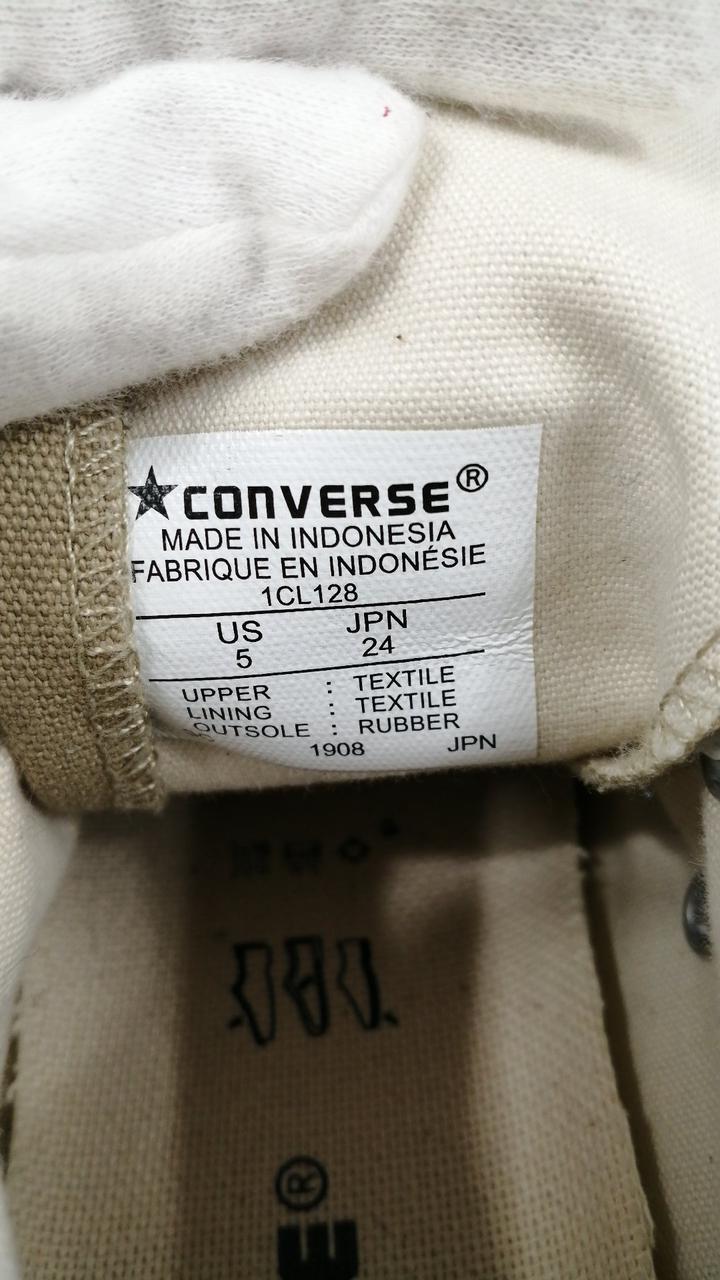 ★CONVERSE®
MADE IN INDONESIA
FABRIQUE EN INDONÉSIE
1CL128
US JPN
5 24
UPPER : TEXTILE
LINING : TEXTILE
OUTSOLE : RUBBER
1908 JPN
E®